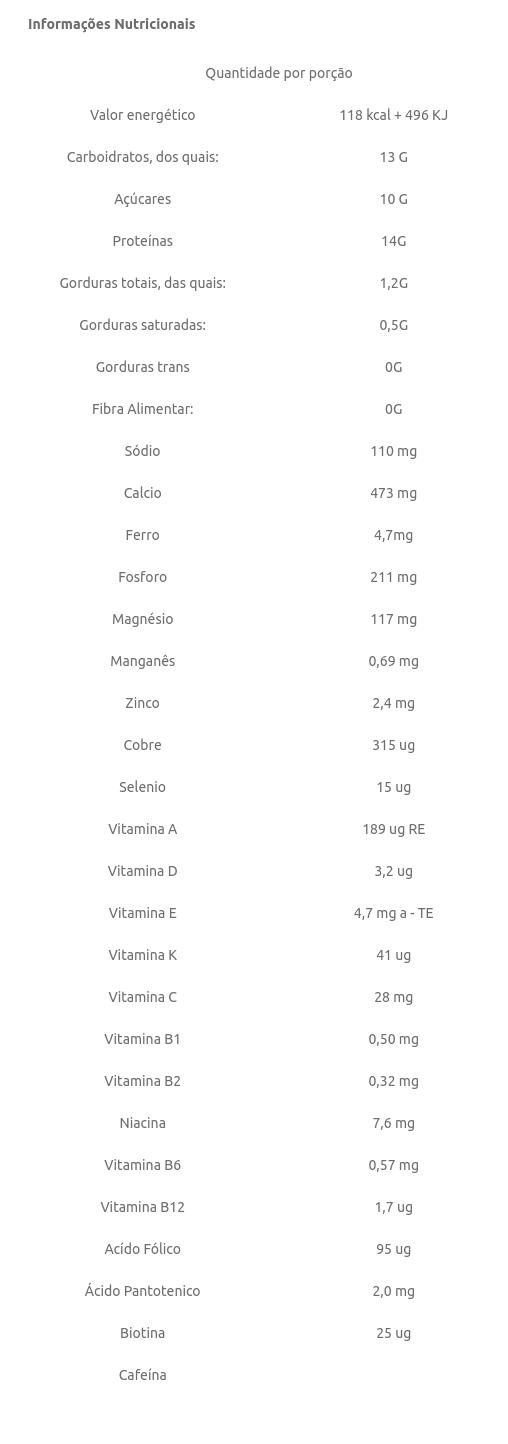 Informações Nutricionais
Quantidade por porção
Valor energético 118 kcal + 496 KJ
Carboidratos, dos quais: 13 G
Açúcares 10 G
Proteínas 14G
Gorduras totais, das quais: 1,2G
Gorduras saturadas: 0,5G
Gorduras trans 0G
Fibra Alimentar: 0G
Sódio 110 mg
Calcio 473 mg
Ferro 4,7mg
Fosforo 211 mg
Magnésio 117 mg
Manganês 0,69 mg
Zinco 2,4 mg
Cobre 315 ug
Selenio 15 ug
Vitamina A 189 ug RE
Vitamina D 3,2 ug
Vitamina E 4,7 mg a - TE
Vitamina K 41 ug
Vitamina C 28 mg
Vitamina B1 0,50 mg
Vitamina B2 0,32 mg
Niacina 7,6 mg
Vitamina B6 0,57 mg
Vitamina B12 1,7 ug
Acído Fólico 95 ug
Ácido Pantotenico 2,0 mg
Biotina 25 ug
Cafeína